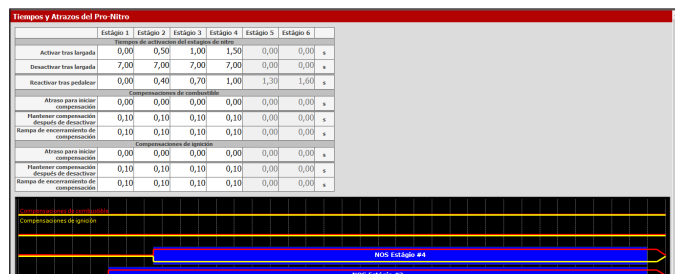 Tiempos y Atrazos del Pro-Nitro
Estágio 1 Estágio 2 Estágio 3 Estágio 4 Estágio 5 Estágio 6
Tiempos de activacion del estagios de nitro
Activar tras largada 0,00 0,50 1,00 1,50 0,00 0,00 s
Desactivar tras largada 7,00 7,00 7,00 7,00 0,00 0,00 s
Reactivar tras pedalear 0,00 0,40 0,70 1,00 1,30 1,60 s
Compensaciones de combustible
Atraso para iniciar
compensación 0,00 0,00 0,00 0,00 0,00 0,00 s
Mantener compensación
después de desactivar 0,10 0,10 0,10 0,10 0,00 0,00 s
Rampa de encerramiento de
compensación 0,10 0,10 0,10 0,10 0,00 0,00 s
Compensaciones de ignición
Atraso para iniciar
compensación 0,00 0,00 0,00 0,00 0,00 0,00 s
Mantener compensación
después de desactivar 0,10 0,10 0,10 0,10 0,00 0,00 s
Rampa de encerramiento de
compensación 0,10 0,10 0,10 0,10 0,00 0,00 s
Compensaciones de combustible
Compensaciones de ignición
NOS Estágio #4